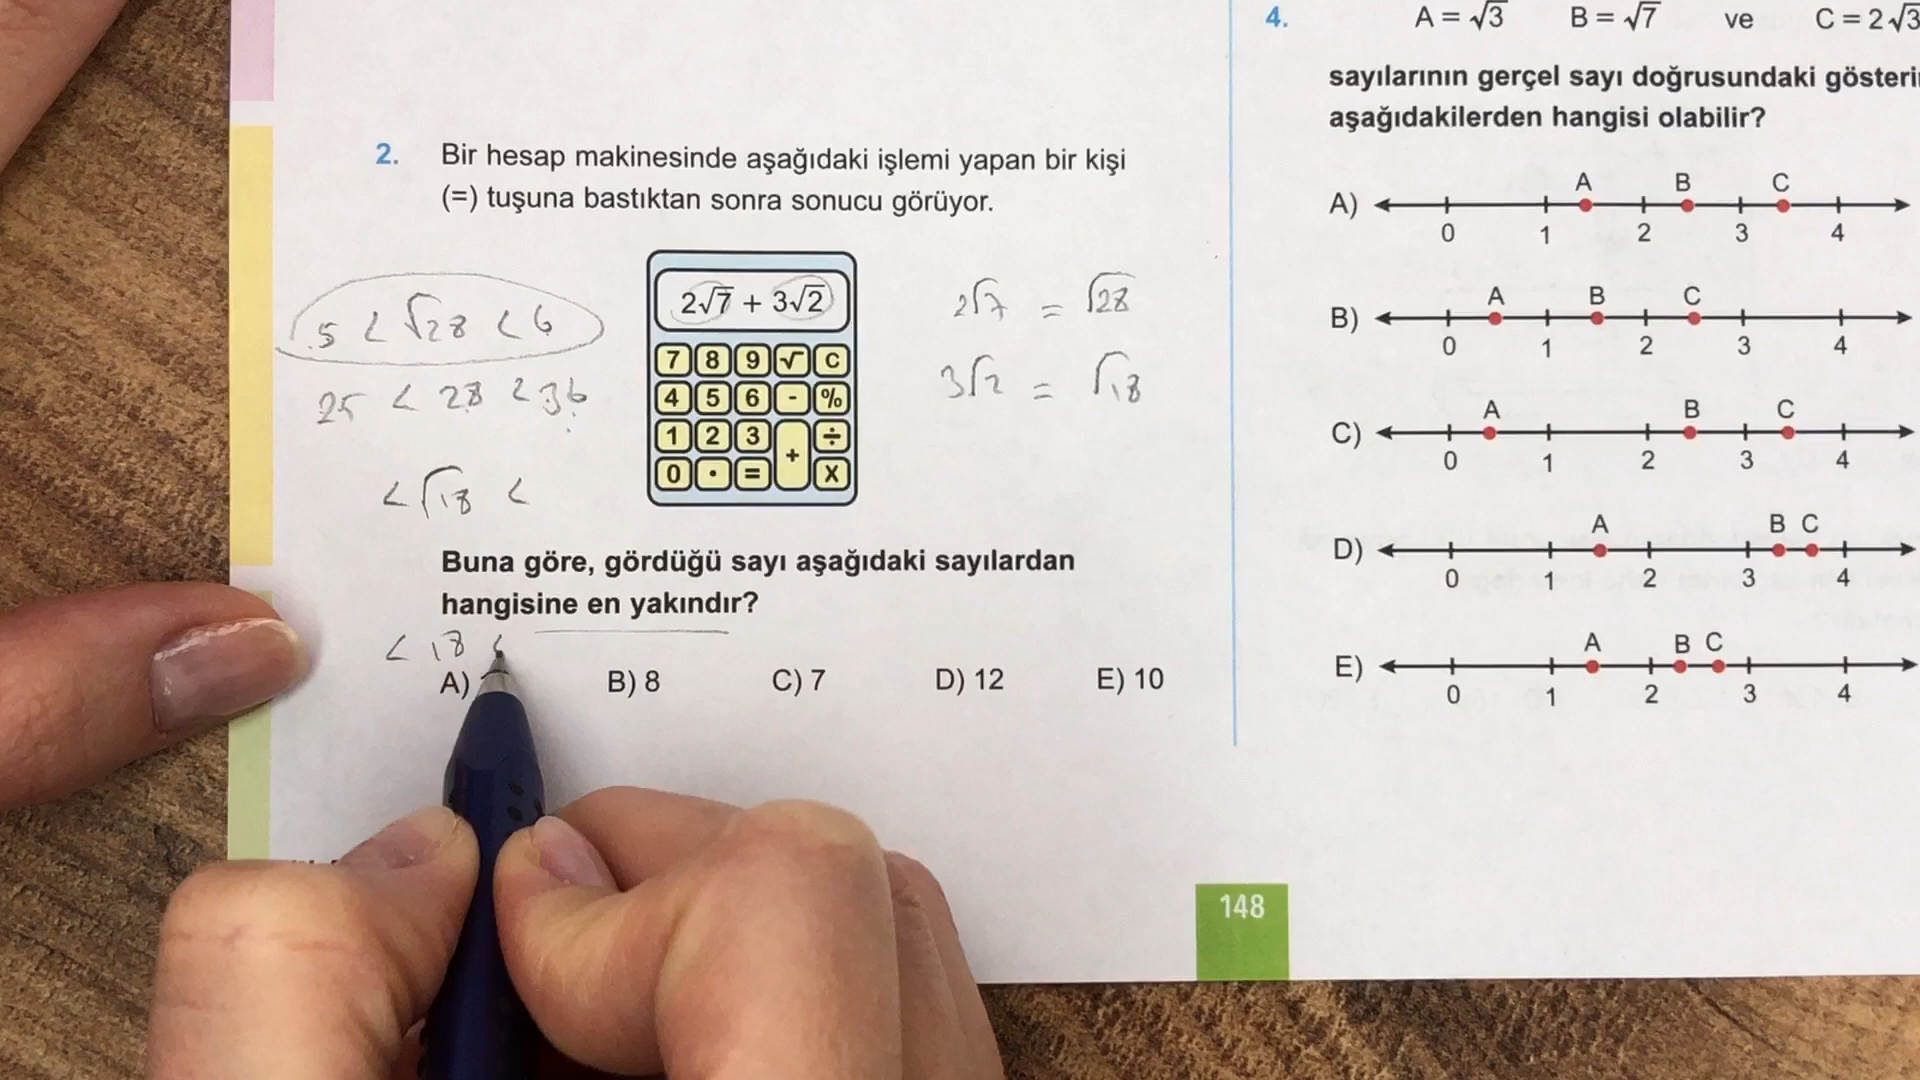 2. Bir hesap makinesinde aşağıdaki işlemi yapan bir kişi
(=) tuşuna bastıktan sonra sonucu görüyor.
5 < √28 < 6
25 < 28 < 36
< √18 <
2√7 + 3√2
7 8 9 √ C
4 5 6 - %
1 2 3 + ÷
0 · = X
2√7 = √28
3√2 = √18
Buna göre, gördüğü sayı aşağıdaki sayılardan
hangisine en yakındır?
< 18 <
A) B) 8 C) 7 D) 12 E) 10
148
4. A = √3 B = √7 ve C = 2√3
sayılarının gerçel sayı doğrusundaki
aşağıdakilerden hangisi olabilir?
A B C
A) 0 1 2 3 4
A B C
B) 0 1 2 3 4
A B C
C) 0 1 2 3 4
A B C
D) 0 1 2 3 4
A B C
E) 0 1 2 3 4